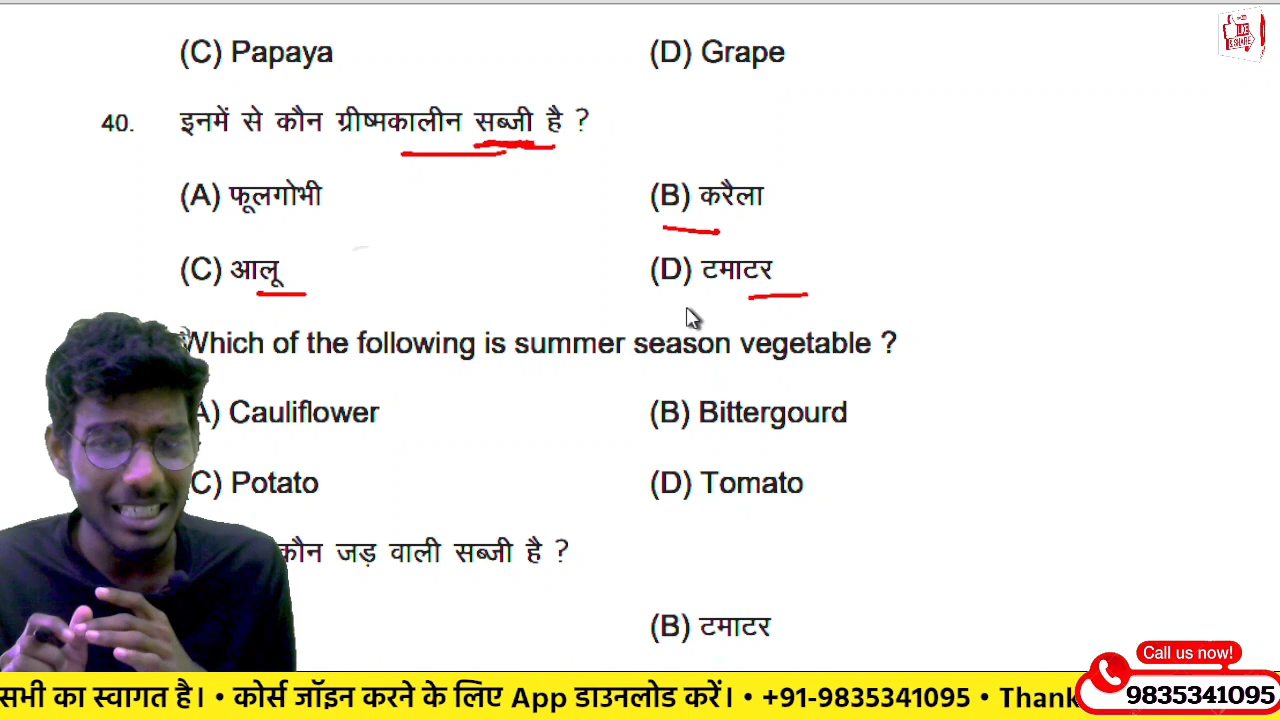 (C) Papaya (D) Grape
40. इनमें से कौन ग्रीष्मकालीन सब्जी है ?
(A) फूलगोभी (B) करैला
(C) आलू (D) टमाटर
Which of the following is summer season vegetable ?
A) Cauliflower (B) Bittergourd
C) Potato (D) Tomato
कौन जड़ वाली सब्जी है ?
(B) टमाटर
Call us now!
सभी का स्वागत है। • कोर्स जॉइन करने के लिए App डाउनलोड करें। • +91-9835341095 • Thank
9835341095